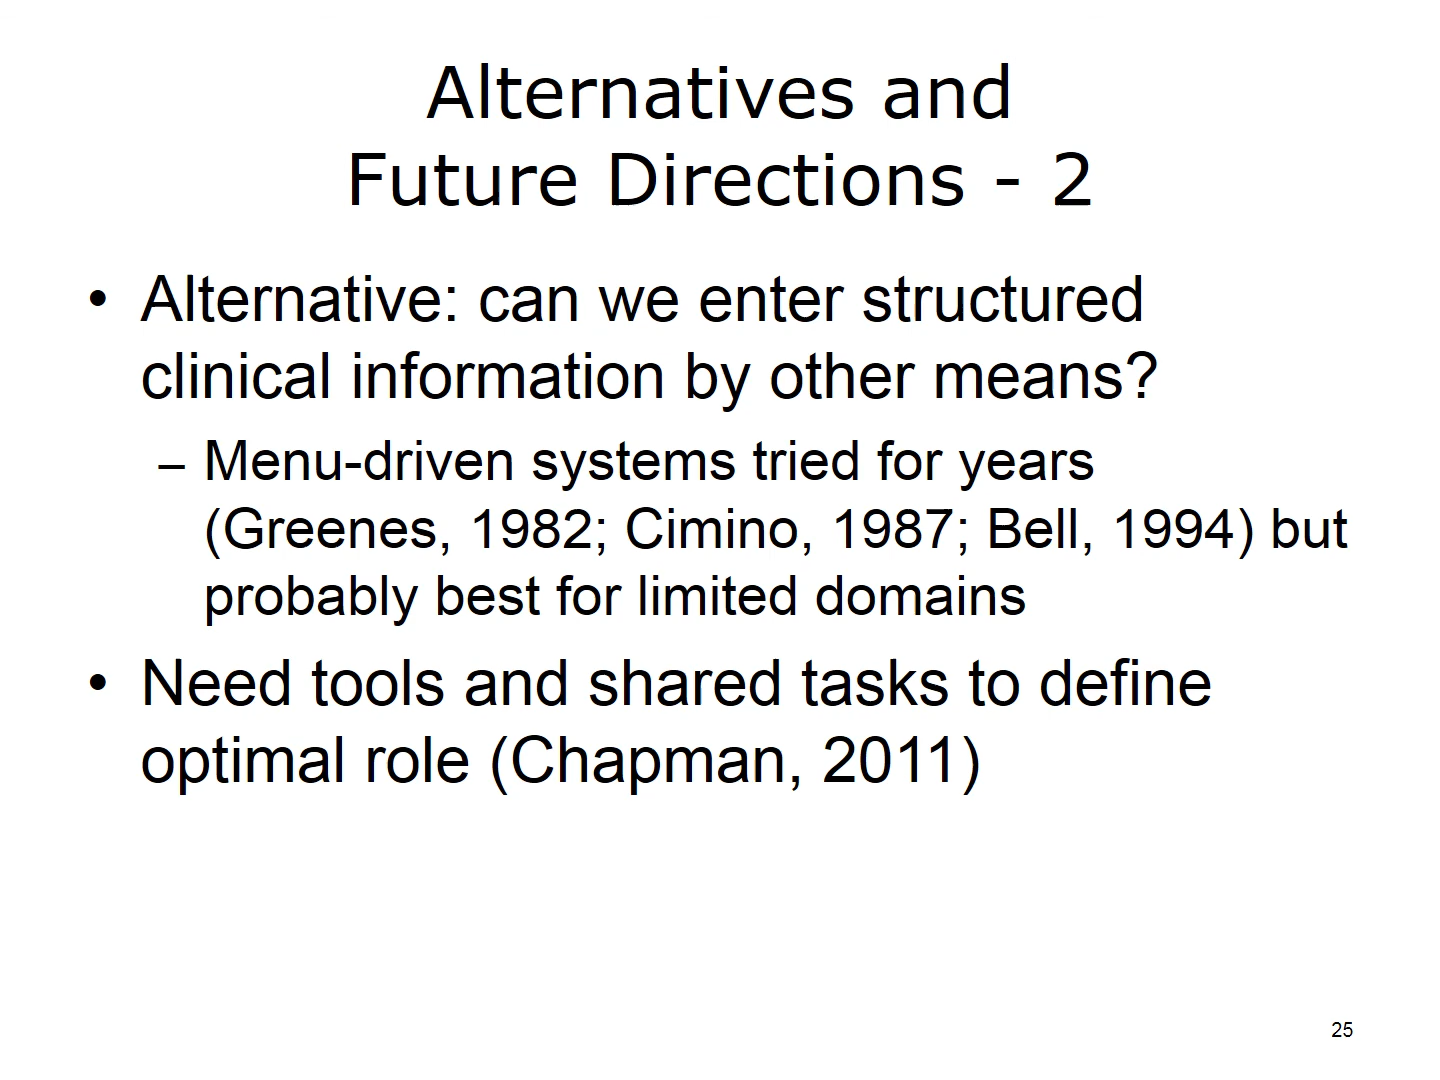 Alternatives and
Future Directions - 2
• Alternative: can we enter structured
clinical information by other means?
– Menu-driven systems tried for years
(Greenes, 1982; Cimino, 1987; Bell, 1994) but
probably best for limited domains
• Need tools and shared tasks to define
optimal role (Chapman, 2011)
25